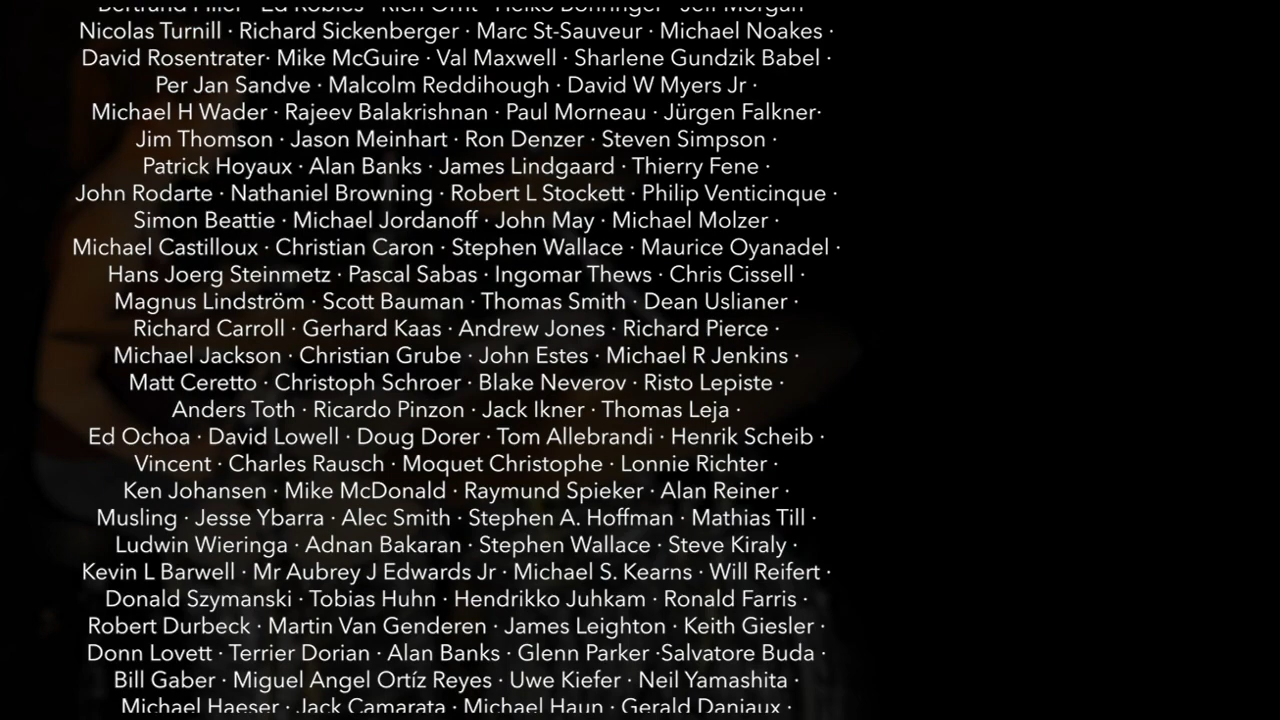 Nicolas Turnill · Richard Sickenberger · Marc St-Sauveur · Michael Noakes ·
David Rosentrater· Mike McGuire · Val Maxwell · Sharlene Gundzik Babel ·
Per Jan Sandve · Malcolm Reddihough · David W Myers Jr ·
Michael H Wader · Rajeev Balakrishnan · Paul Morneau · Jürgen Falkner·
Jim Thomson · Jason Meinhart · Ron Denzer · Steven Simpson ·
Patrick Hoyaux · Alan Banks · James Lindgaard · Thierry Fene ·
John Rodarte · Nathaniel Browning · Robert L Stockett · Philip Venticinque ·
Simon Beattie · Michael Jordanoff · John May · Michael Molzer ·
Michael Castilloux · Christian Caron · Stephen Wallace · Maurice Oyanadel ·
Hans Joerg Steinmetz · Pascal Sabas · Ingomar Thews · Chris Cissell ·
Magnus Lindström · Scott Bauman · Thomas Smith · Dean Uslianer ·
Richard Carroll · Gerhard Kaas · Andrew Jones · Richard Pierce ·
Michael Jackson · Christian Grube · John Estes · Michael R Jenkins ·
Matt Ceretto · Christoph Schroer · Blake Neverov · Risto Lepiste ·
Anders Toth · Ricardo Pinzon · Jack Ikner · Thomas Leja ·
Ed Ochoa · David Lowell · Doug Dorer · Tom Allebrandi · Henrik Scheib ·
Vincent · Charles Rausch · Moquet Christophe · Lonnie Richter ·
Ken Johansen · Mike McDonald · Raymund Spieker · Alan Reiner ·
Musling · Jesse Ybarra · Alec Smith · Stephen A. Hoffman · Mathias Till ·
Ludwin Wieringa · Adnan Bakaran · Stephen Wallace · Steve Kiraly ·
Kevin L Barwell · Mr Aubrey J Edwards Jr · Michael S. Kearns · Will Reifert ·
Donald Szymanski · Tobias Huhn · Hendrikko Juhkam · Ronald Farris ·
Robert Durbeck · Martin Van Genderen · James Leighton · Keith Giesler ·
Donn Lovett · Terrier Dorian · Alan Banks · Glenn Parker ·Salvatore Buda ·
Bill Gaber · Miguel Angel Ortíz Reyes · Uwe Kiefer · Neil Yamashita ·
Michael Haeser · Jack Camarata · Michael Haun · Gerald Daniaux ·